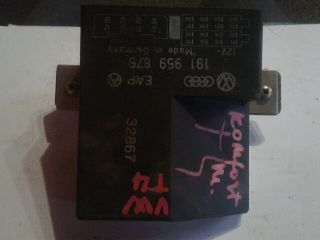 12V- Made in Germany
191 959 875
EAP
32867
Komfort
VW
T4